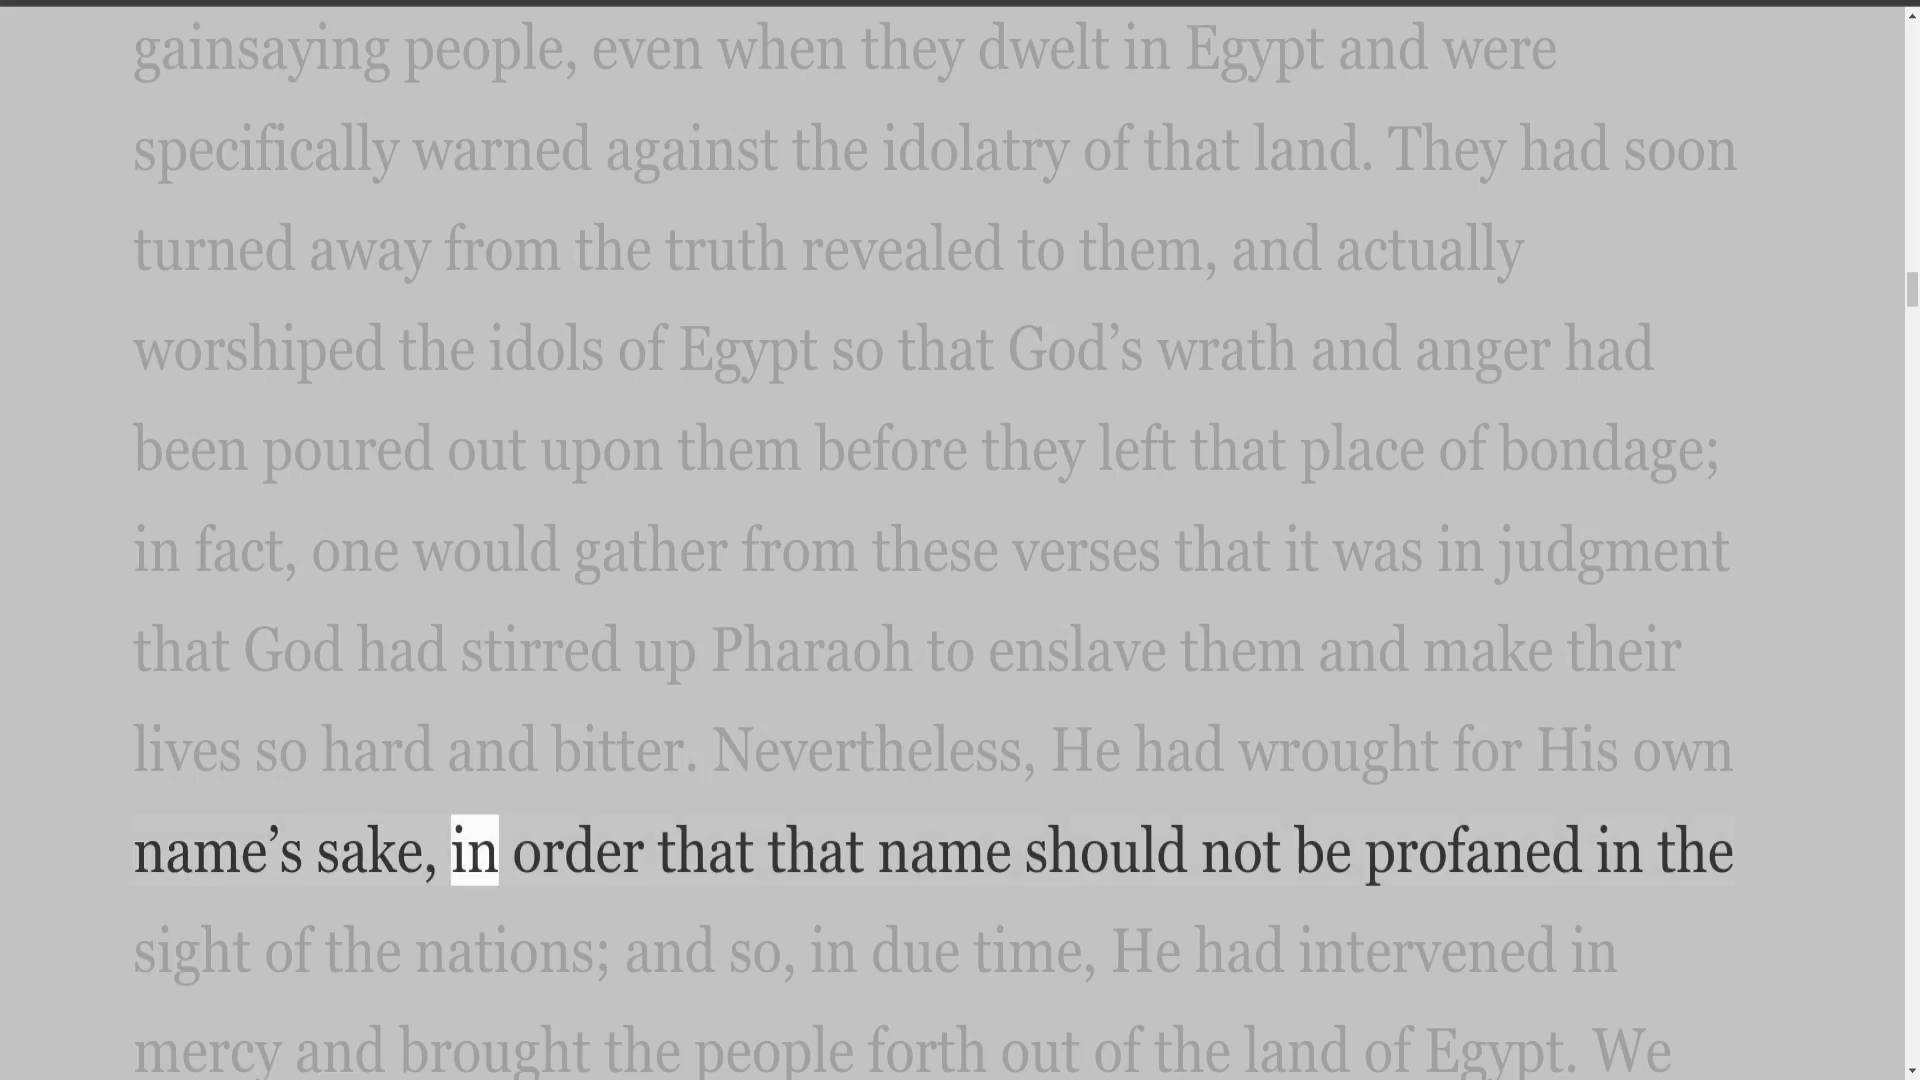 gainsaying people, even when they dwelt in Egypt and were
specifically warned against the idolatry of that land. They had soon
turned away from the truth revealed to them, and actually
worshiped the idols of Egypt so that God’s wrath and anger had
been poured out upon them before they left that place of bondage;
in fact, one would gather from these verses that it was in judgment
that God had stirred up Pharaoh to enslave them and make their
lives so hard and bitter. Nevertheless, He had wrought for His own
name’s sake, in order that that name should not be profaned in the
sight of the nations; and so, in due time, He had intervened in
mercy and brought the people forth out of the land of Egypt. We